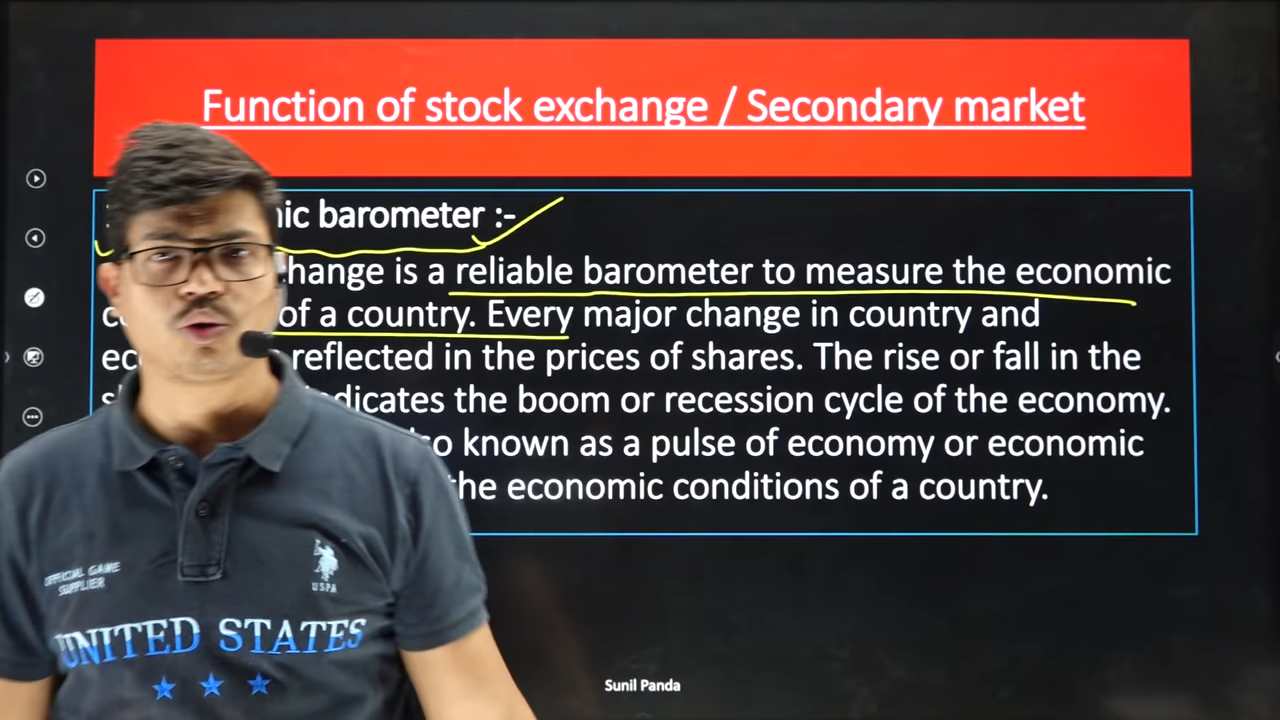 Function of stock exchange / Secondary market
barometer :-
is a reliable barometer to measure the economic
of a country. Every major change in country and
reflected in the prices of shares. The rise or fall in the
the boom or recession cycle of the economy.
known as a pulse of economy or economic
the economic conditions of a country.
OFFICIAL GAME
SUPPLIER
USPA
UNITED STATES
Sunil Panda